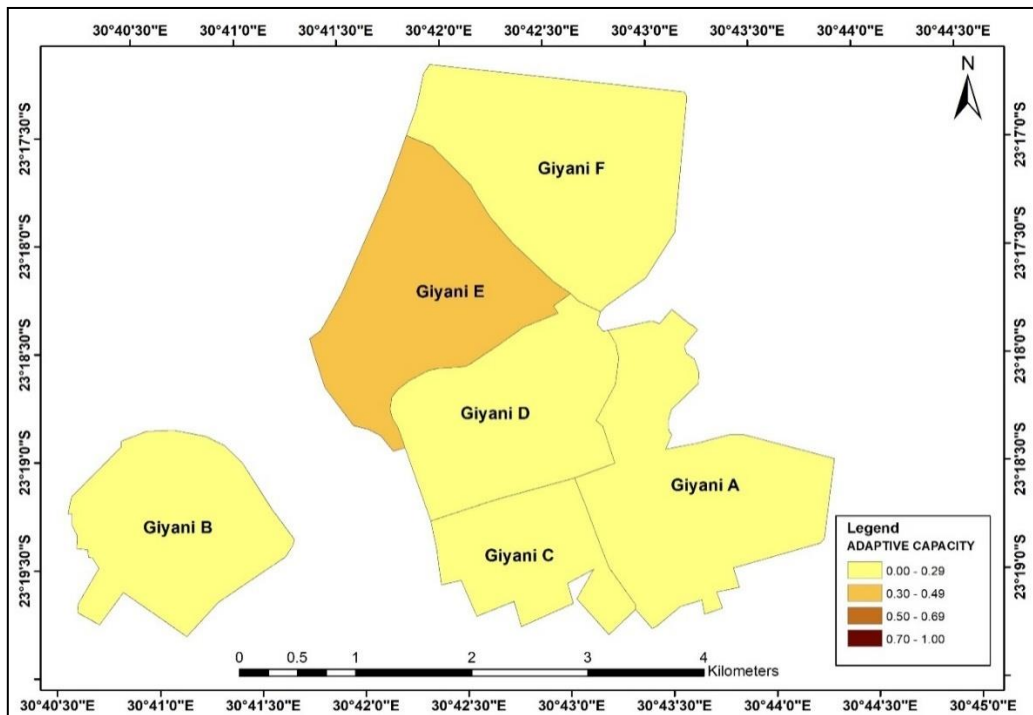 30°40'30"E 30°41'0"E 30°41'30"E 30°42'0"E 30°42'30"E 30°43'0"E 30°43'30"E 30°44'0"E 30°44'30"E
N
23°17'30"S
23°18'0"S
23°18'30"S
23°19'0"S
23°19'30"S
Giyani F
Giyani E
Giyani D
Giyani A
Giyani B
Giyani C
23°17'0"S
23°17'30"S
23°18'0"S
23°18'30"S
23°19'0"S
Legend
ADAPTIVE CAPACITY
0.00 - 0.29
0.30 - 0.49
0.50 - 0.69
0.70 - 1.00
0 0.5 1 2 3 4
Kilometers
30°40'30"E 30°41'0"E 30°41'30"E 30°42'0"E 30°42'30"E 30°43'0"E 30°43'30"E 30°44'0"E 30°44'30"E 30°45'0"E